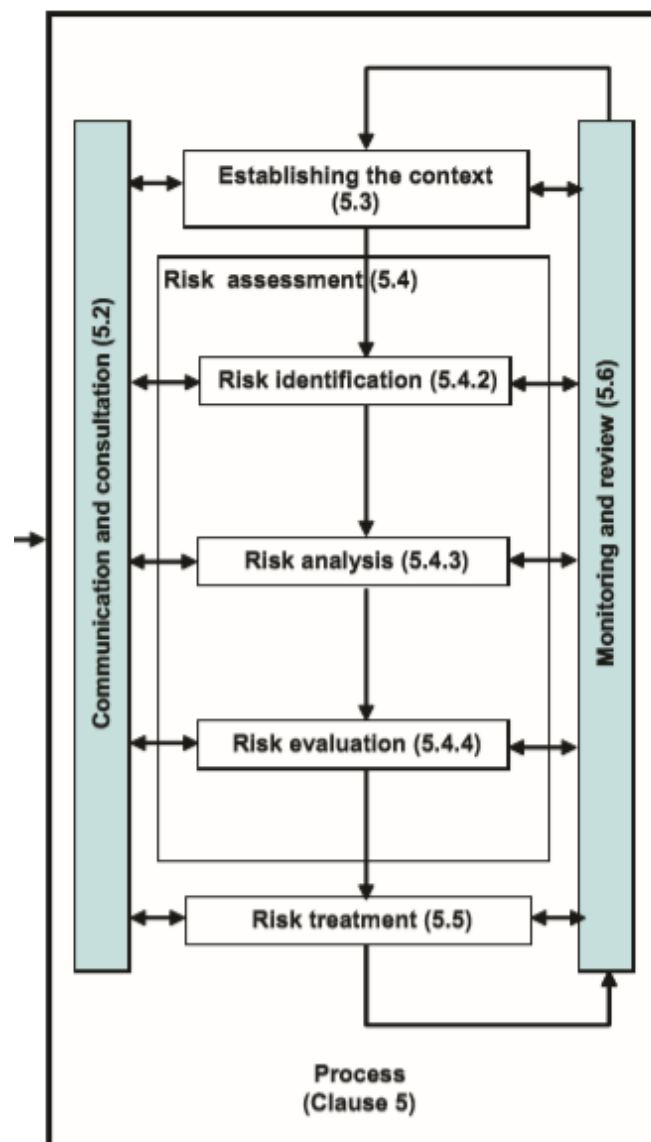 Establishing the context
(5.3)
Risk assessment (5.4)
Communication and consultation (5.2)
Risk identification (5.4.2)
Monitoring and review (5.6)
Risk analysis (5.4.3)
Risk evaluation (5.4.4)
Risk treatment (5.5)
Process
(Clause 5)